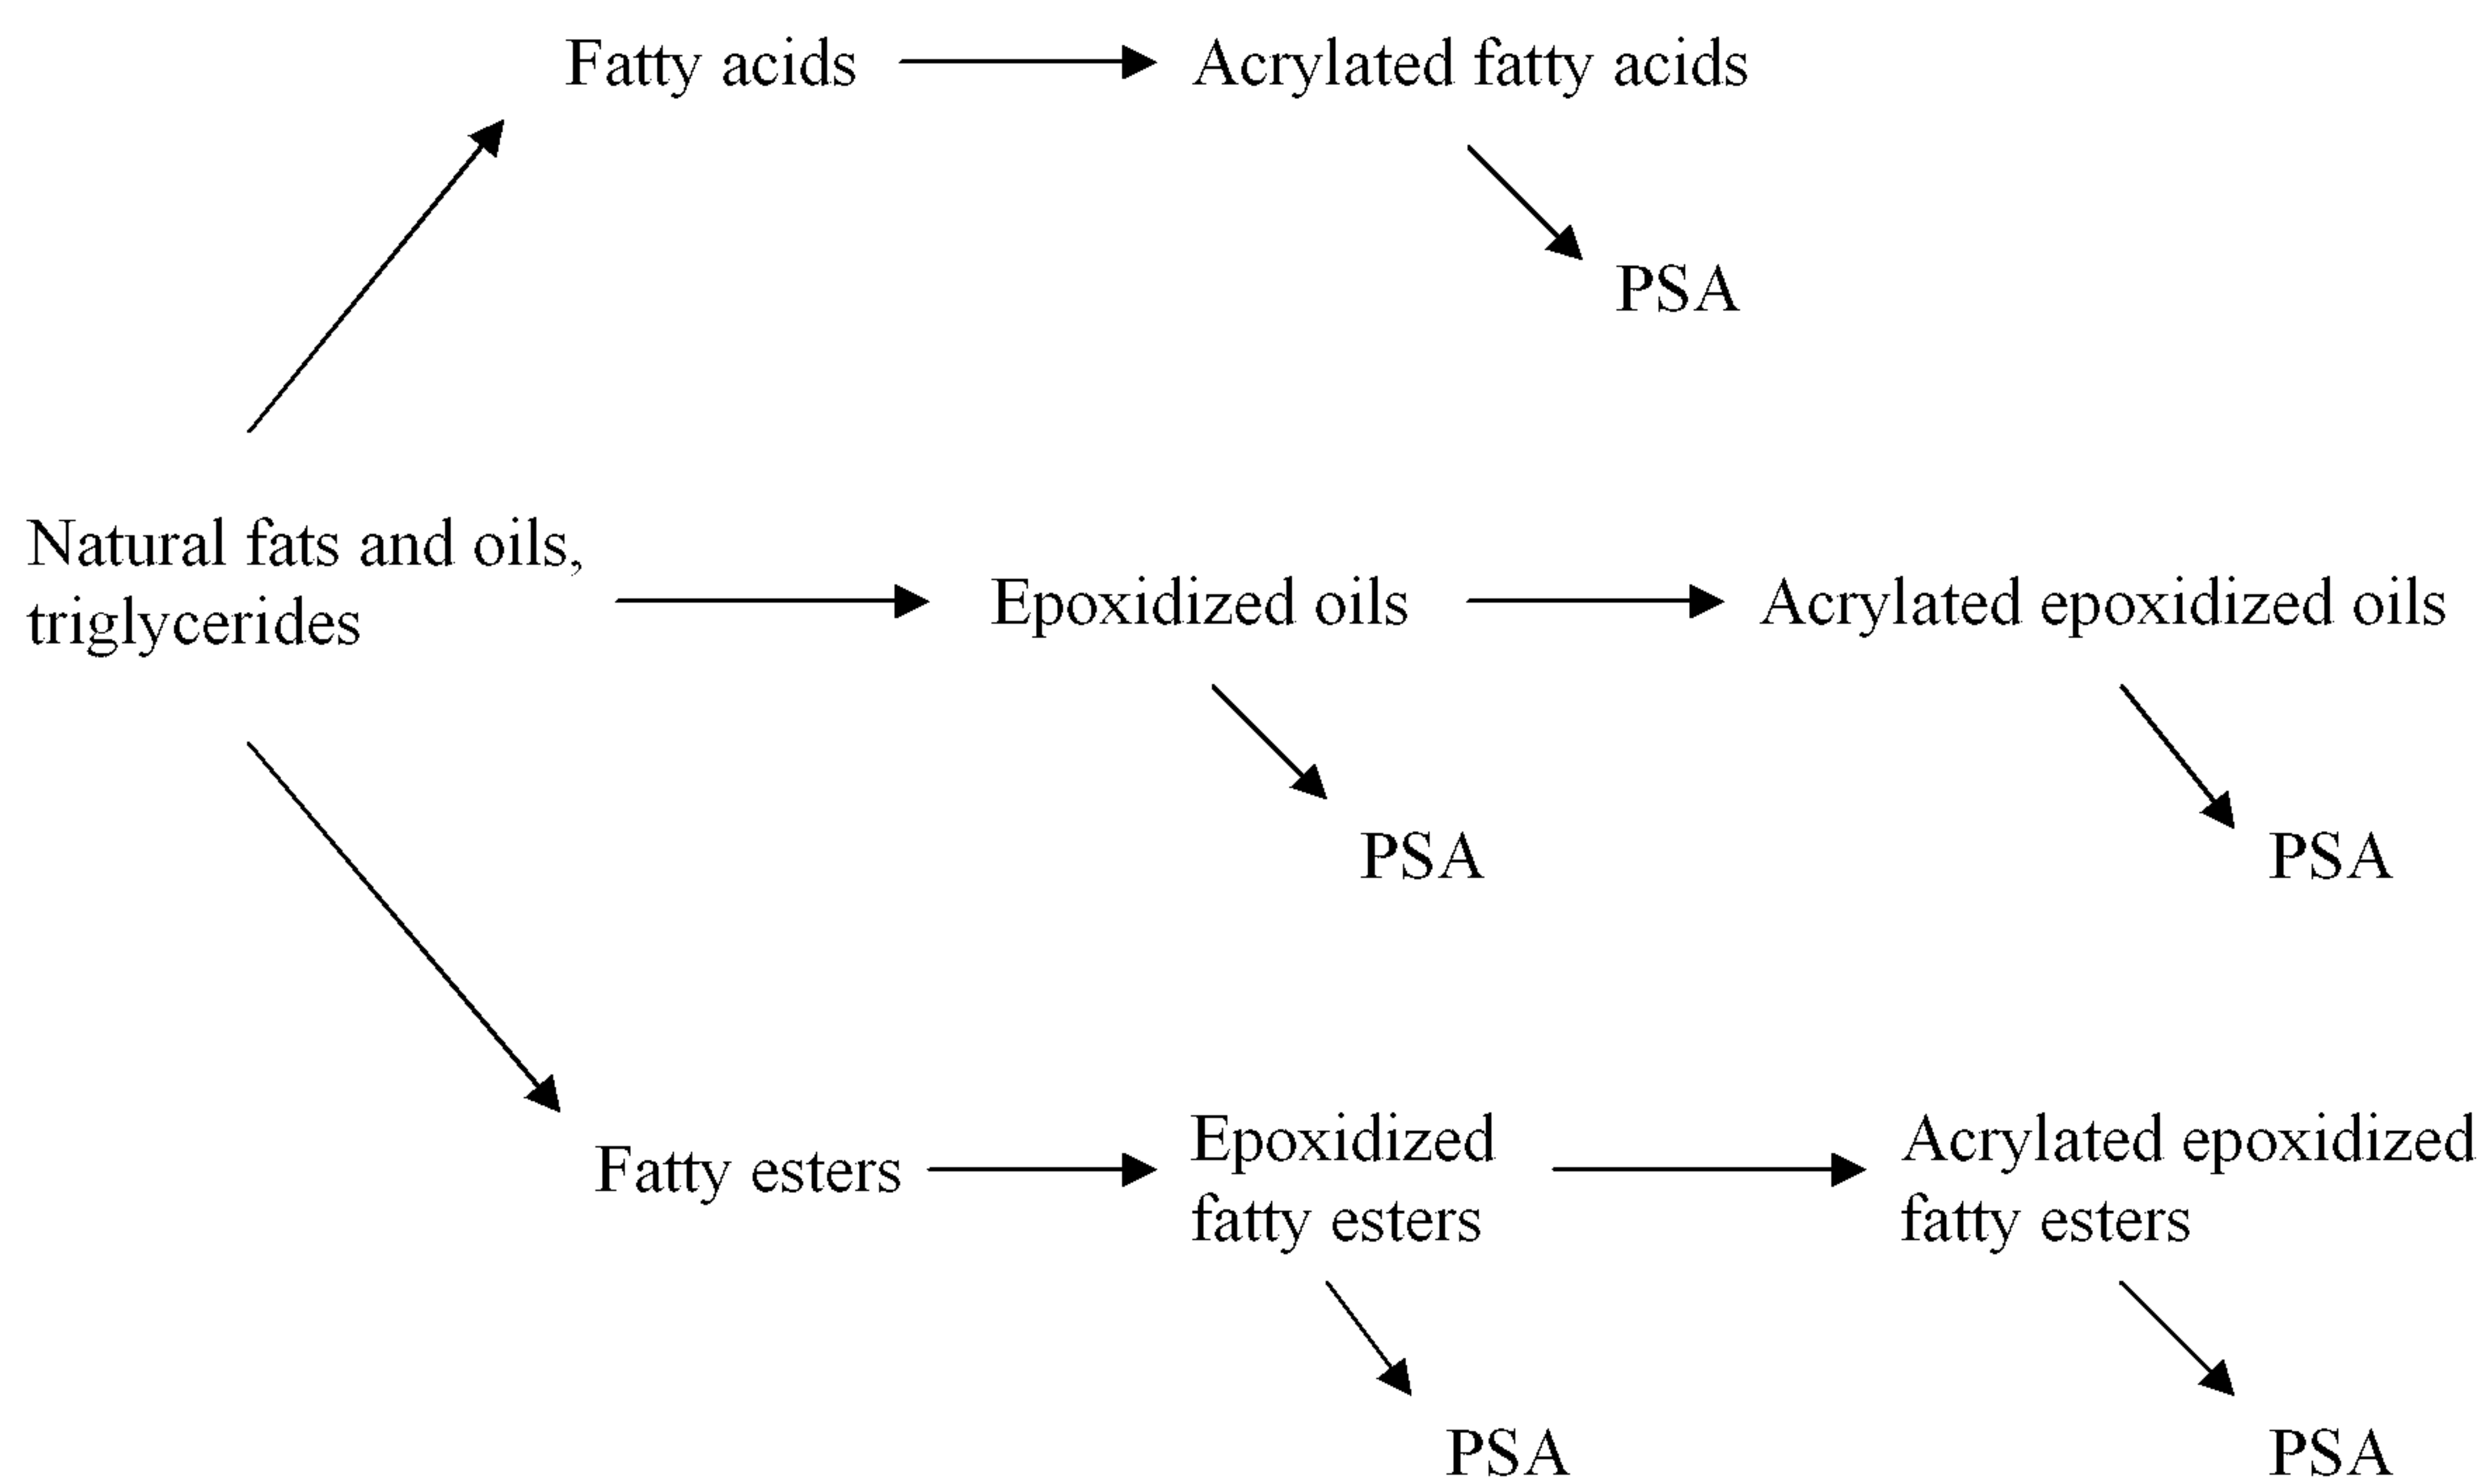 Fatty acids
Acrylated fatty acids
PSA
Natural fats and oils,
triglycerides
Epoxidized oils
Acrylated epoxidized oils
PSA
PSA
Fatty esters
Epoxidized
fatty esters
Acrylated epoxidized
fatty esters
PSA
PSA